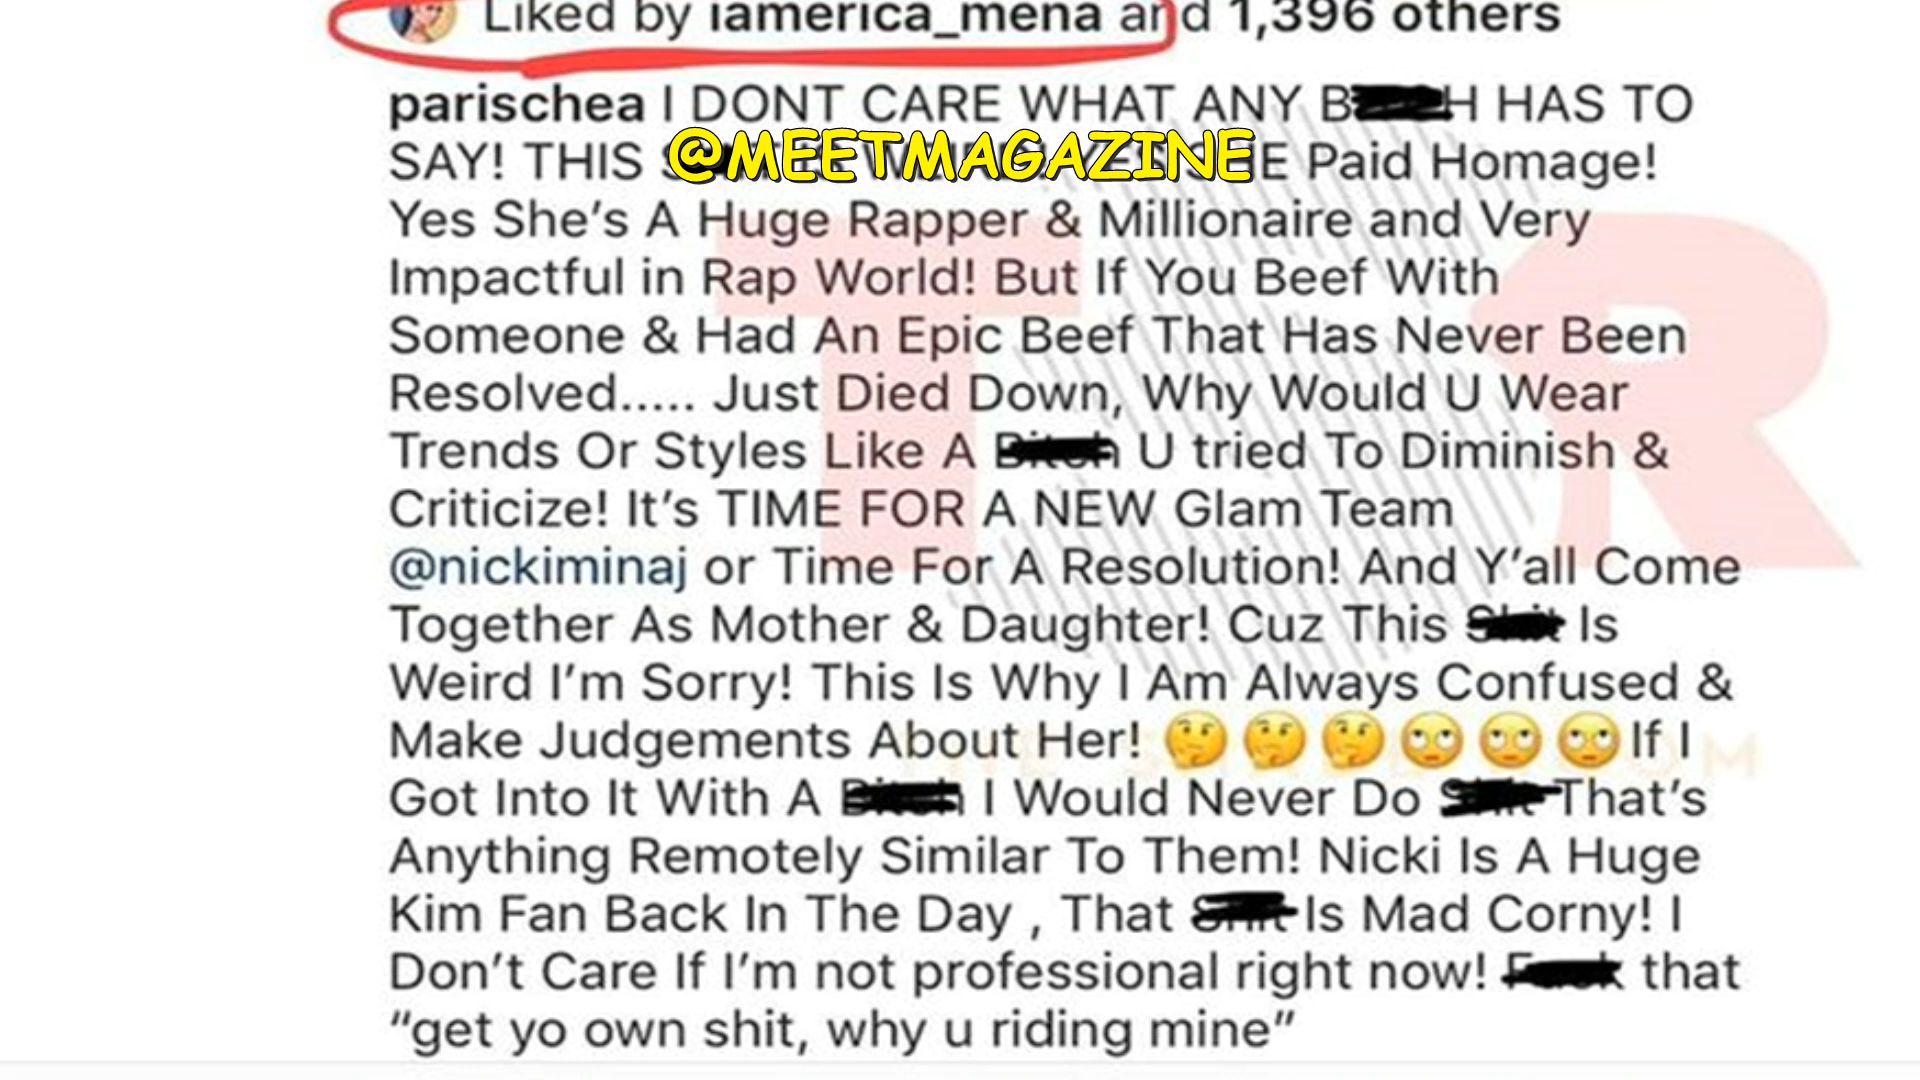 Liked by iamerica_mena and 1,396 others
parischea I DONT CARE WHAT ANY B H HAS TO
@MEETMAGAZINE
SAY! THIS Paid Homage!
Yes She's A Huge Rapper & Millionaire and Very
Impactful in Rap World! But If You Beef With
Someone & Had An Epic Beef That Has Never Been
Resolved..... Just Died Down, Why Would U Wear
Trends Or Styles Like A Bitch U tried To Diminish &
Criticize! It's TIME FOR A NEW Glam Team
@nickiminaj or Time For A Resolution! And Y'all Come
Together As Mother & Daughter! Cuz This Is
Weird I'm Sorry! This Is Why I Am Always Confused &
Make Judgements About Her! 🤔🤔🤔🙄🙄🙄 If I
Got Into It With A Bitch I Would Never Do That's
Anything Remotely Similar To Them! Nicki Is A Huge
Kim Fan Back In The Day , That Is Mad Corny! I
Don't Care If I'm not professional right now! that
"get yo own shit, why u riding mine"
T R